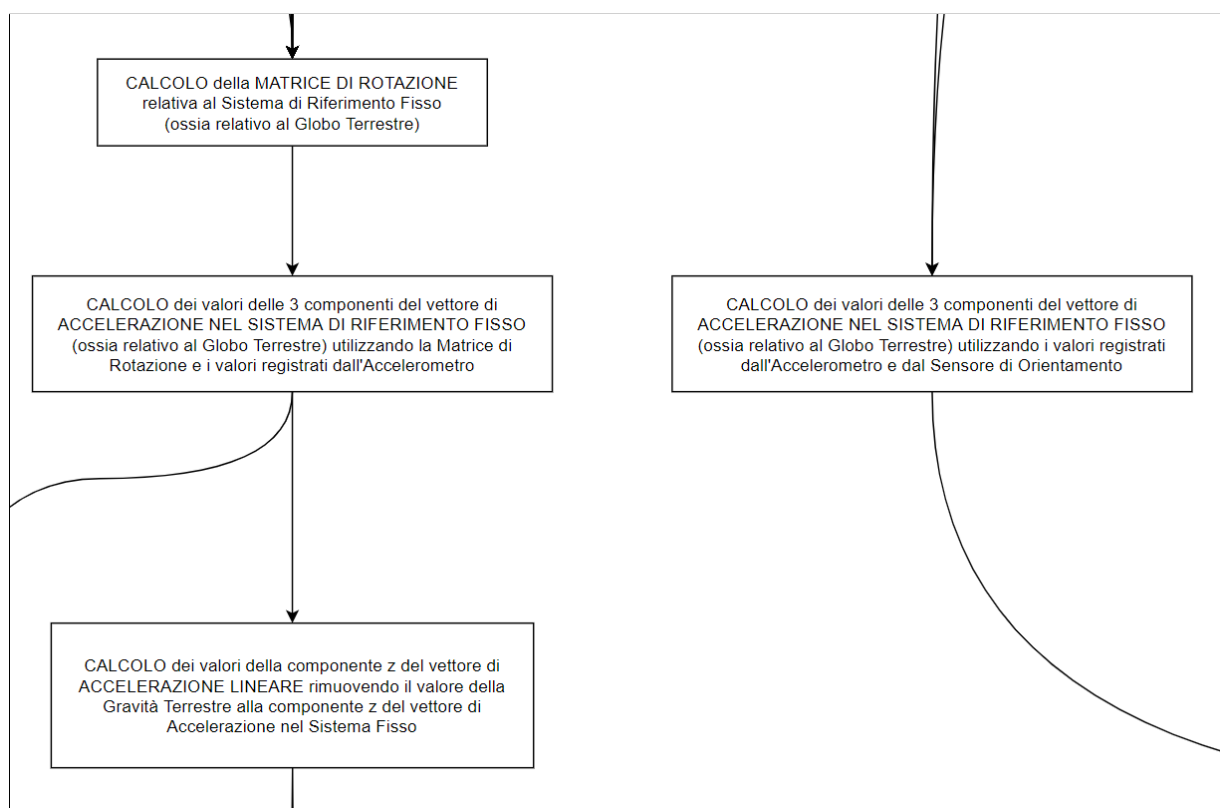 CALCOLO della MATRICE DI ROTAZIONE
relativa al Sistema di Riferimento Fisso
(ossia relativo al Globo Terrestre)
CALCOLO dei valori delle 3 componenti del vettore di
ACCELERAZIONE NEL SISTEMA DI RIFERIMENTO FISSO
(ossia relativo al Globo Terrestre) utilizzando la Matrice di
Rotazione e i valori registrati dall'Accelerometro
CALCOLO dei valori delle 3 componenti del vettore di
ACCELERAZIONE NEL SISTEMA DI RIFERIMENTO FISSO
(ossia relativo al Globo Terrestre) utilizzando i valori registrati
dall'Accelerometro e dal Sensore di Orientamento
CALCOLO dei valori della componente z del vettore di
ACCELERAZIONE LINEARE rimuovendo il valore della
Gravità Terrestre alla componente z del vettore di
Accelerazione nel Sistema Fisso